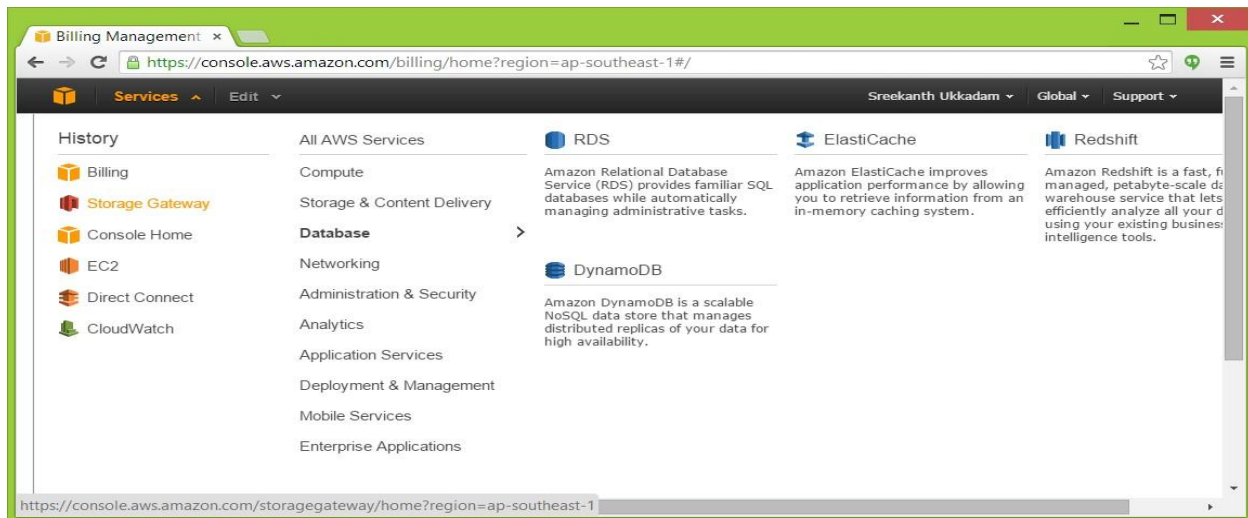 Billing Management ×
https://console.aws.amazon.com/billing/home?region=ap-southeast-1#/
Services Edit Sreekanth Ukkadam Global Support
History
Billing
Storage Gateway
Console Home
EC2
Direct Connect
CloudWatch
All AWS Services
Compute
Storage & Content Delivery
Database >
Networking
Administration & Security
Analytics
Application Services
Deployment & Management
Mobile Services
Enterprise Applications
RDS
Amazon Relational Database
Service (RDS) provides familiar SQL
databases while automatically
managing administrative tasks.
DynamoDB
Amazon DynamoDB is a scalable
NoSQL data store that manages
distributed replicas of your data for
high availability.
ElastiCache
Amazon ElastiCache improves
application performance by allowing
you to retrieve information from an
in-memory caching system.
Redshift
Amazon Redshift is a fast,
managed, petabyte-scale
warehouse service that lets
efficiently analyze all your
using your existing
intelligence tools.
https://console.aws.amazon.com/storagegateway/home?region=ap-southeast-1